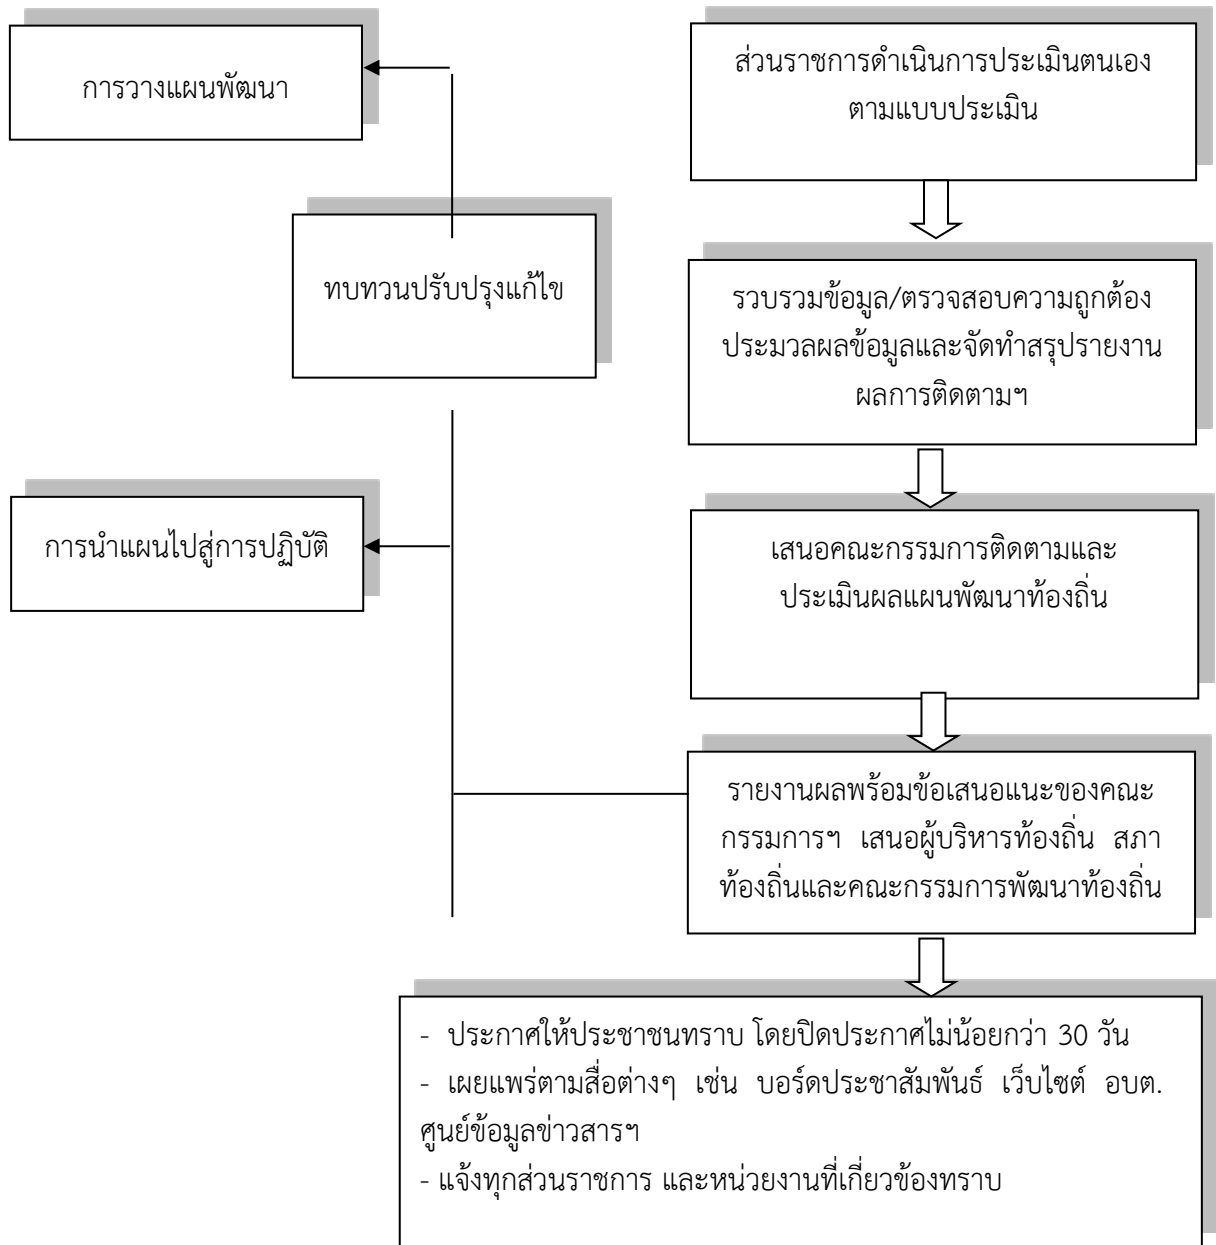 การวางแผนพัฒนา
ส่วนราชการดำเนินการประเมินตนเอง
ตามแบบประเมิน
ทบทวนปรับปรุงแก้ไข
รวบรวมข้อมูล/ตรวจสอบความถูกต้อง
ประมวลผลข้อมูลและจัดทำสรุปรายงาน
ผลการติดตามฯ
การนำแผนไปสู่การปฏิบัติ
เสนอคณะกรรมการติดตามและ
ประเมินผลแผนพัฒนาท้องถิ่น
รายงานผลพร้อมข้อเสนอแนะของคณะ
กรรมการฯ เสนอผู้บริหารท้องถิ่น สภา
ท้องถิ่นและคณะกรรมการพัฒนาท้องถิ่น
- ประกาศให้ประชาชนทราบ โดยปิดประกาศไม่น้อยกว่า 30 วัน
- เผยแพร่ตามสื่อต่างๆ เช่น บอร์ดประชาสัมพันธ์ เว็บไซต์ อบต.
ศูนย์ข้อมูลข่าวสารฯ
- แจ้งทุกส่วนราชการ และหน่วยงานที่เกี่ยวข้องทราบ